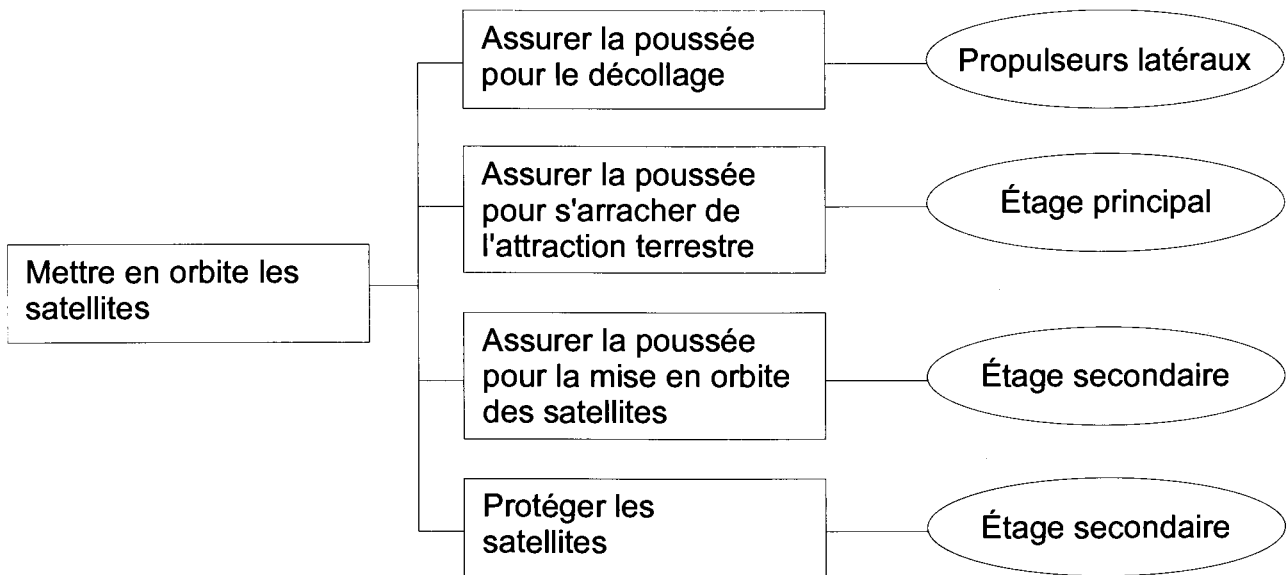 Assurer la poussée
pour le décollage
Propulseurs latéraux
Assurer la poussée
pour s'arracher de
l'attraction terrestre
Étage principal
Mettre en orbite les
satellites
Assurer la poussée
pour la mise en orbite
des satellites
Étage secondaire
Protéger les
satellites
Étage secondaire